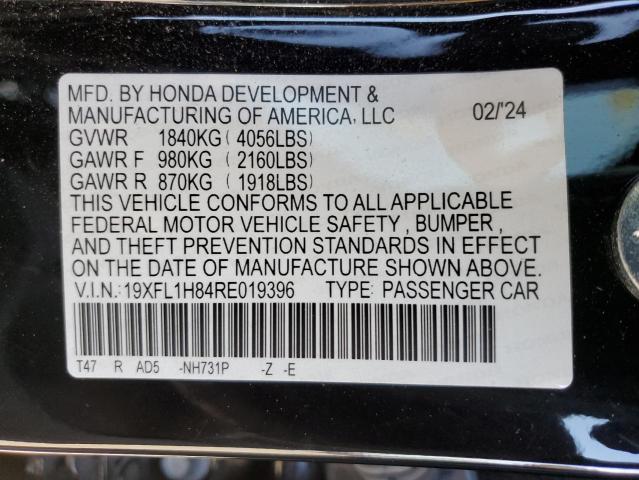 MFD. BY HONDA DEVELOPMENT &
MANUFACTURING OF AMERICA, LLC 02/'24
GVWR 1840KG ( 4056LBS)
GAWR F 980KG ( 2160LBS)
GAWR R 870KG ( 1918LBS)
THIS VEHICLE CONFORMS TO ALL APPLICABLE
FEDERAL MOTOR VEHICLE SAFETY , BUMPER ,
AND THEFT PREVENTION STANDARDS IN EFFECT
ON THE DATE OF MANUFACTURE SHOWN ABOVE.
V.I.N.:19XFL1H84RE019396 TYPE: PASSENGER CAR
T47 R AD5 -NH731P -Z -E